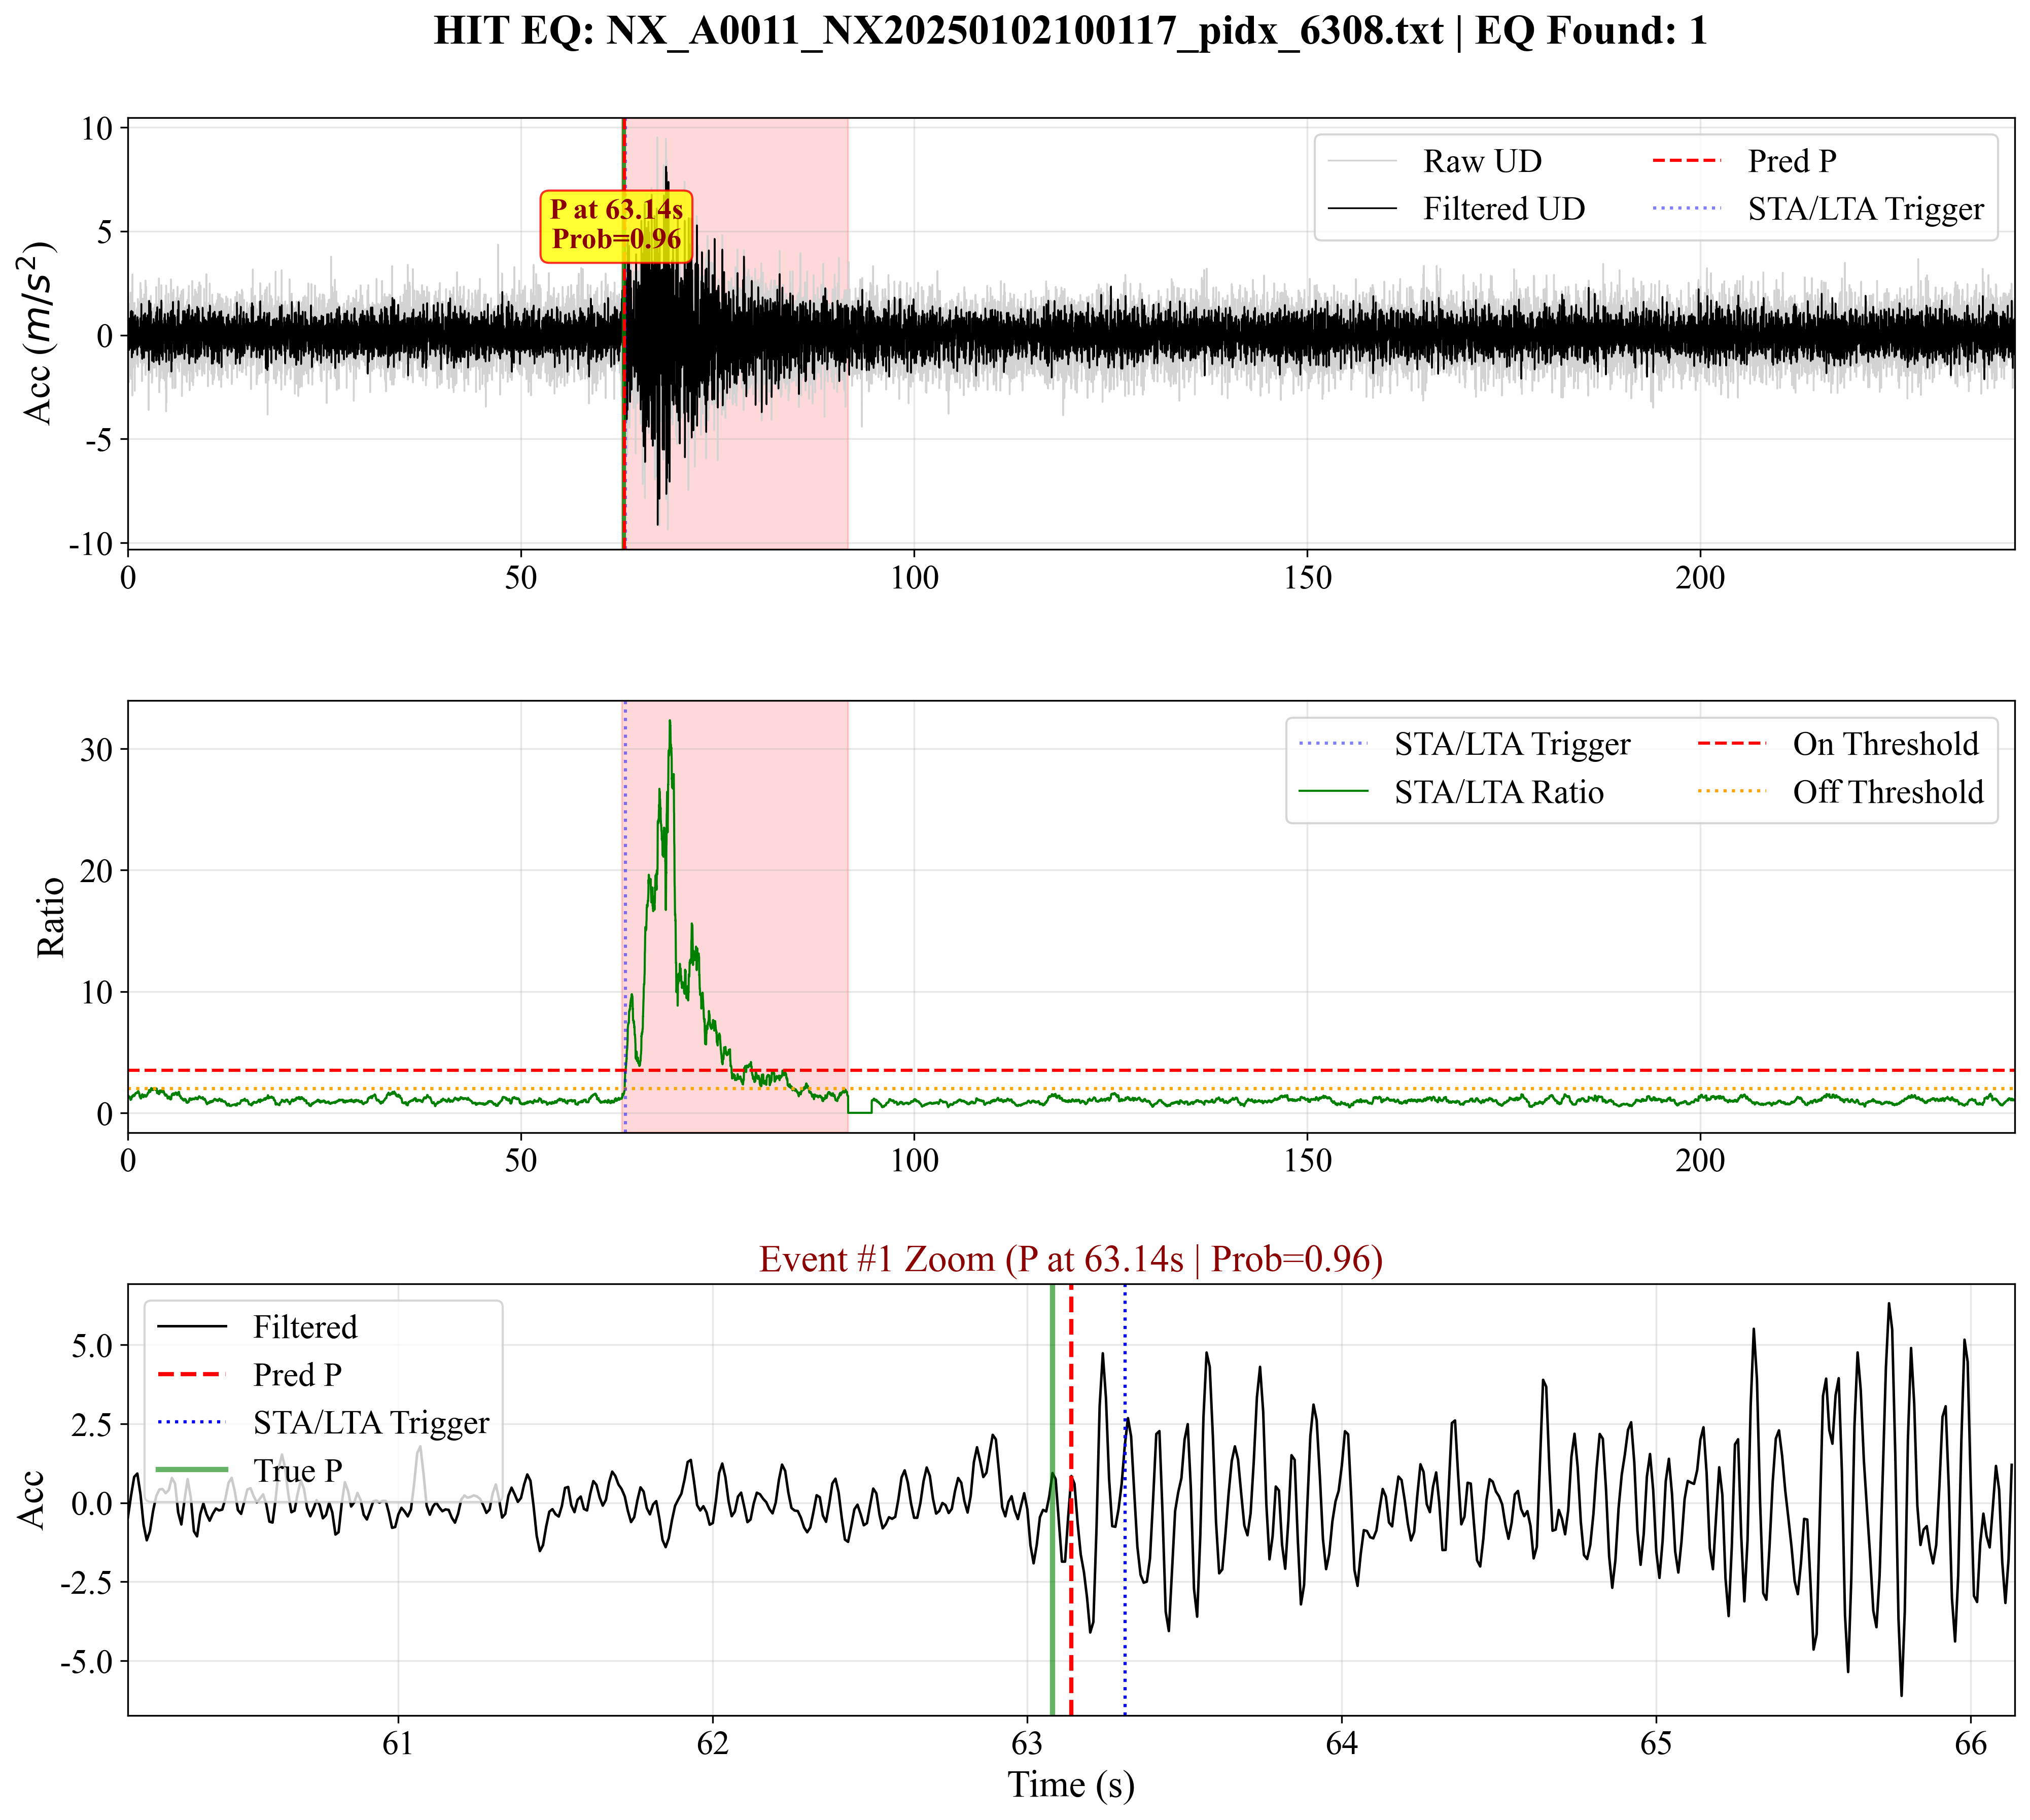 HIT EQ: NX_A0011_NX20250102100117_pidx_6308.txt | EQ Found: 1
10
5
0
-5
-10
Acc (m/s²)
Raw UD
Filtered UD
Pred P
STA/LTA Trigger
P at 63.14s
Prob=0.96
0
50
100
150
200
30
20
10
0
Ratio
STA/LTA Trigger
STA/LTA Ratio
On Threshold
Off Threshold
0
50
100
150
200
Event #1 Zoom (P at 63.14s | Prob=0.96)
5.0
2.5
0.0
-2.5
-5.0
Acc
Filtered
Pred P
STA/LTA Trigger
True P
61
62
63
64
65
66
Time (s)